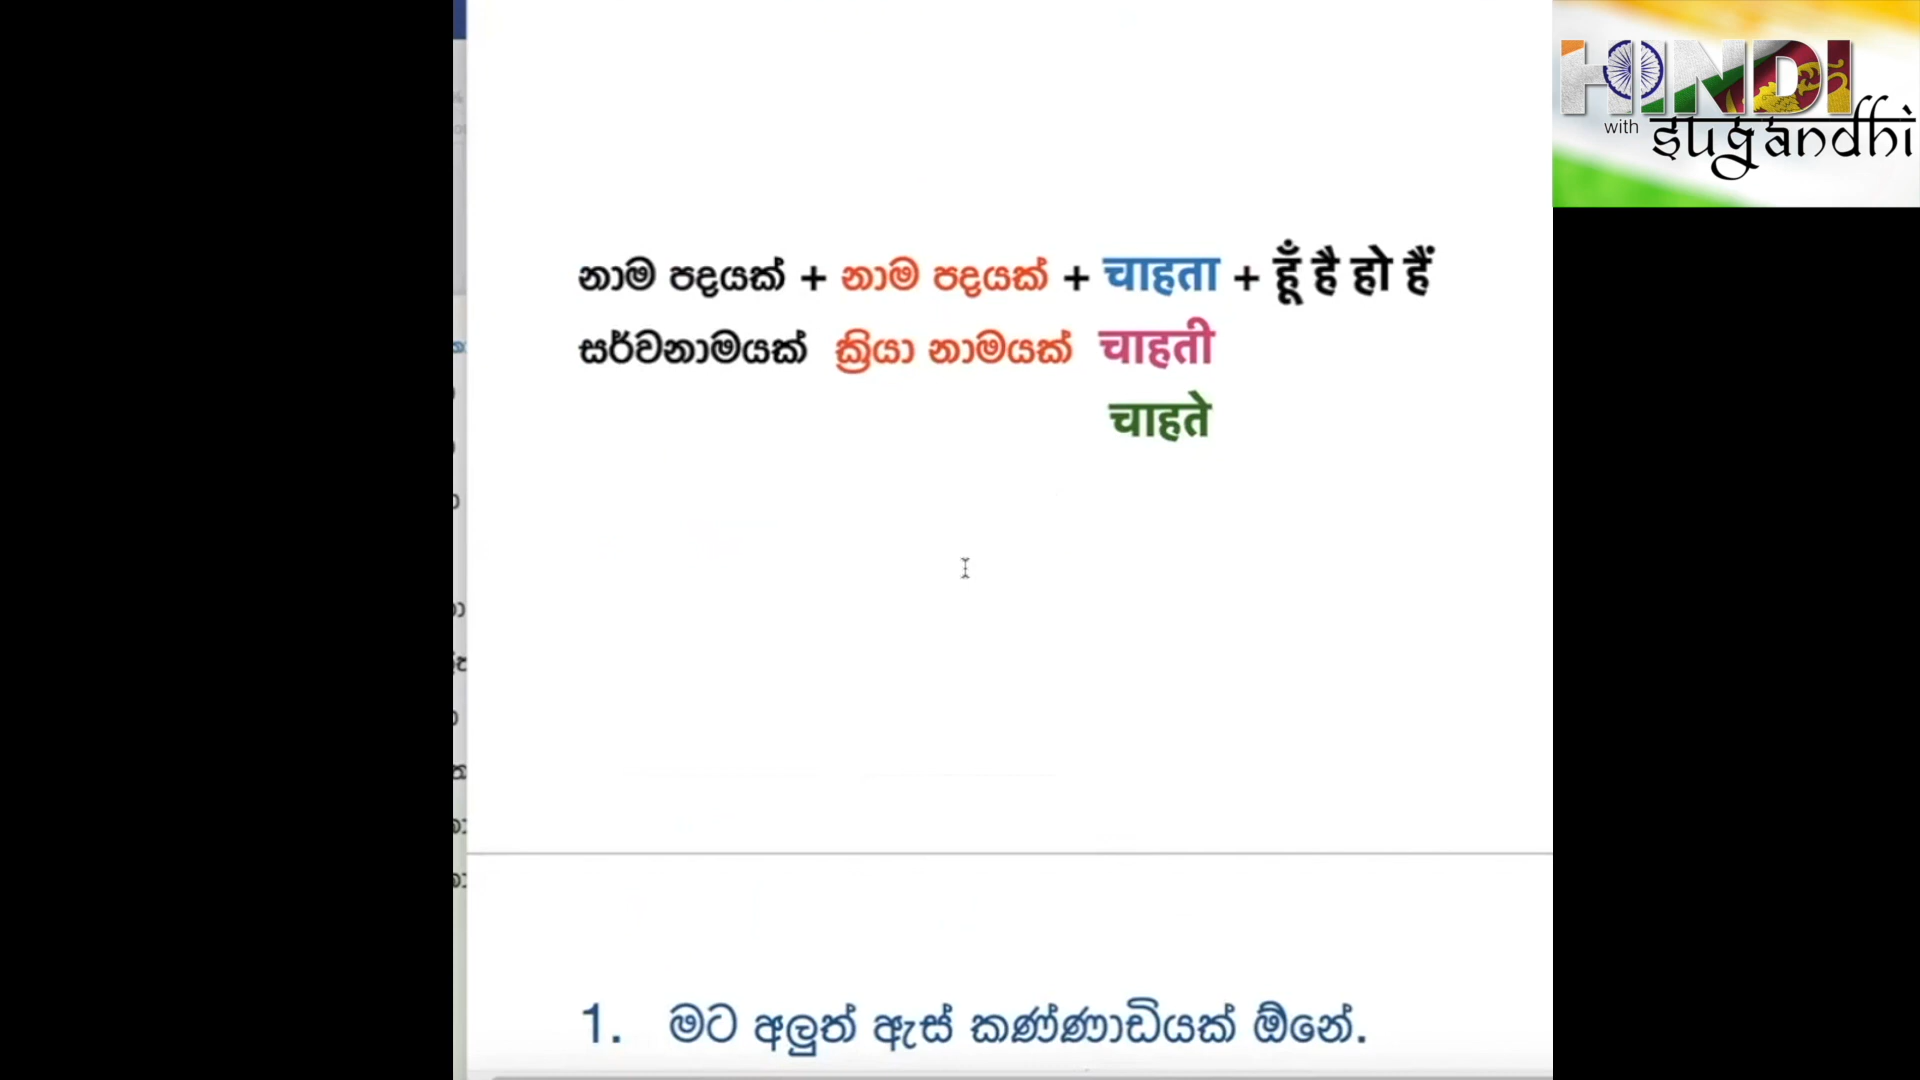 HINDI
with sugandhi
නාම පදයක් + නාම පදයක් + चाहता + हूँ है हो हैं
සර්වනාමයක් ක්‍රියා නාමයක් चाहती
चाहते
1. මට අලුත් ඇස් කණ්ණාඩියක් ඕනේ.